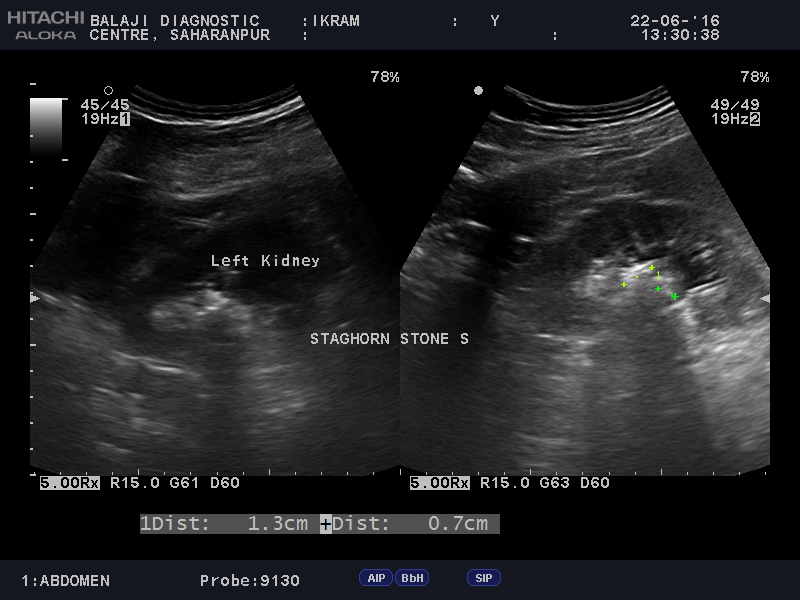 HITACHI ALOKA
BALAJI DIAGNOSTIC :IKRAM : Y 22-06-'16
CENTRE, SAHARANPUR : : 13:30:38
78% 78%
45/45 49/49
19Hz1 19Hz2
Left Kidney
STAGHORN STONE S
5.00Rx R15.0 G61 D60 5.00Rx R15.0 G63 D60
1Dist: 1.3cm +Dist: 0.7cm
1:ABDOMEN Probe:9130 AIP BbH SIP